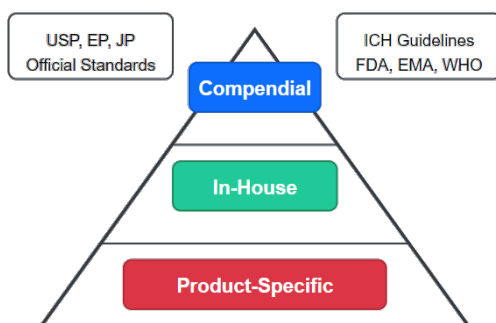 USP, EP, JP
Official Standards
ICH Guidelines
FDA, EMA, WHO
Compendial
In-House
Product-Specific